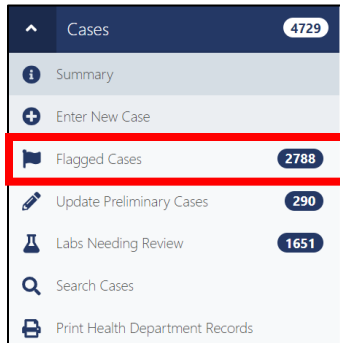 Cases 4729
Summary
Enter New Case
Flagged Cases 2788
Update Preliminary Cases 290
Labs Needing Review 1651
Search Cases
Print Health Department Records